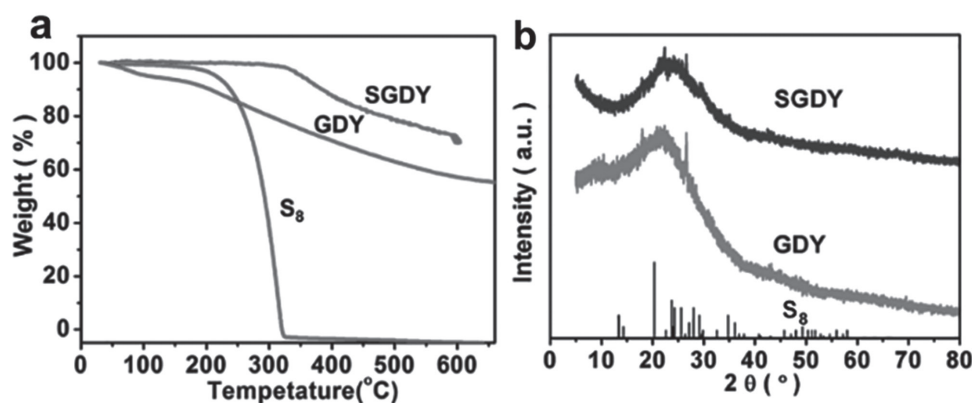 a
100
80
60
40
20
0
Weight ( % )
SGDY
GDY
S₈
0 100 200 300 400 500 600
Tempetature(°C)
b
Intensity ( a.u. )
SGDY
GDY
S₈
0 10 20 30 40 50 60 70 80
2 θ ( ° )